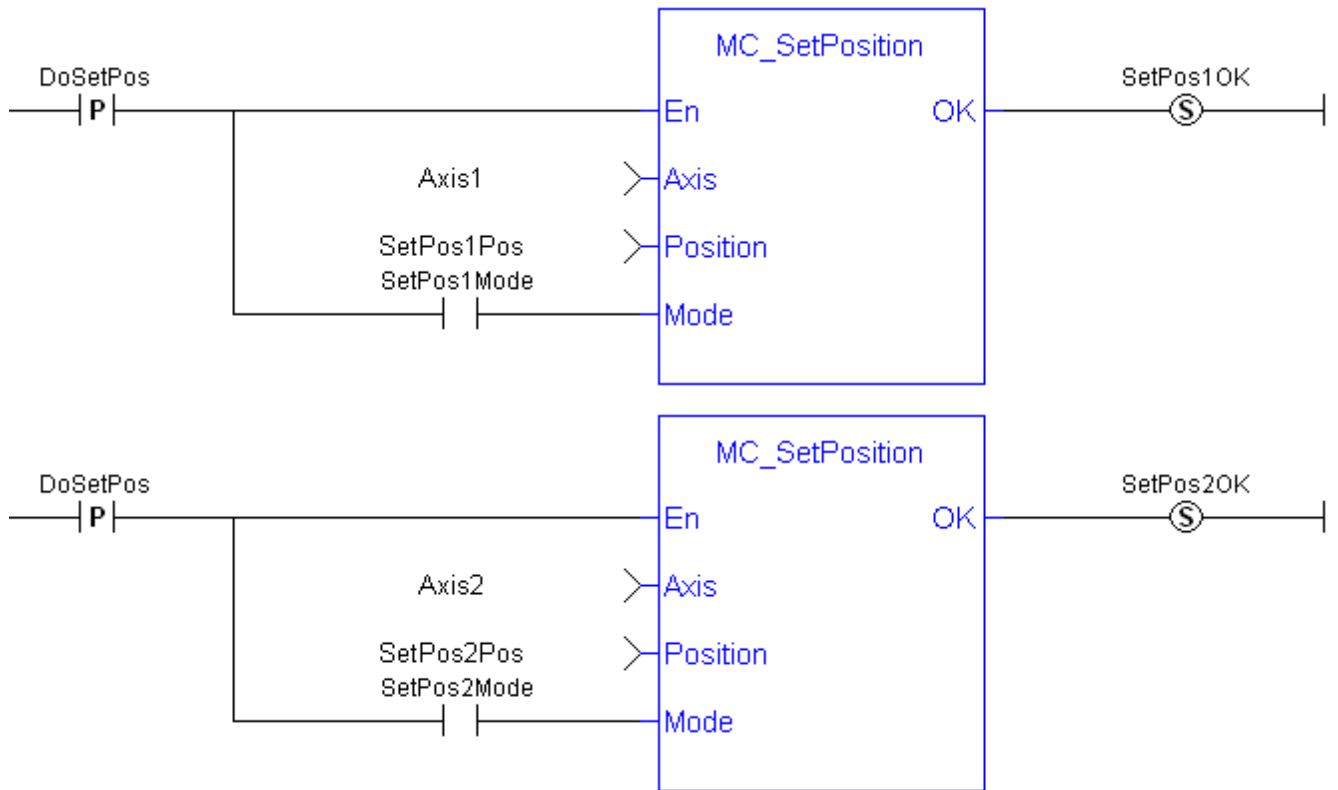 MC_SetPosition
DoSetPos
SetPos1OK
P
En
OK
S
Axis1
Axis
SetPos1Pos
Position
SetPos1Mode
Mode
MC_SetPosition
DoSetPos
SetPos2OK
P
En
OK
S
Axis2
Axis
SetPos2Pos
Position
SetPos2Mode
Mode